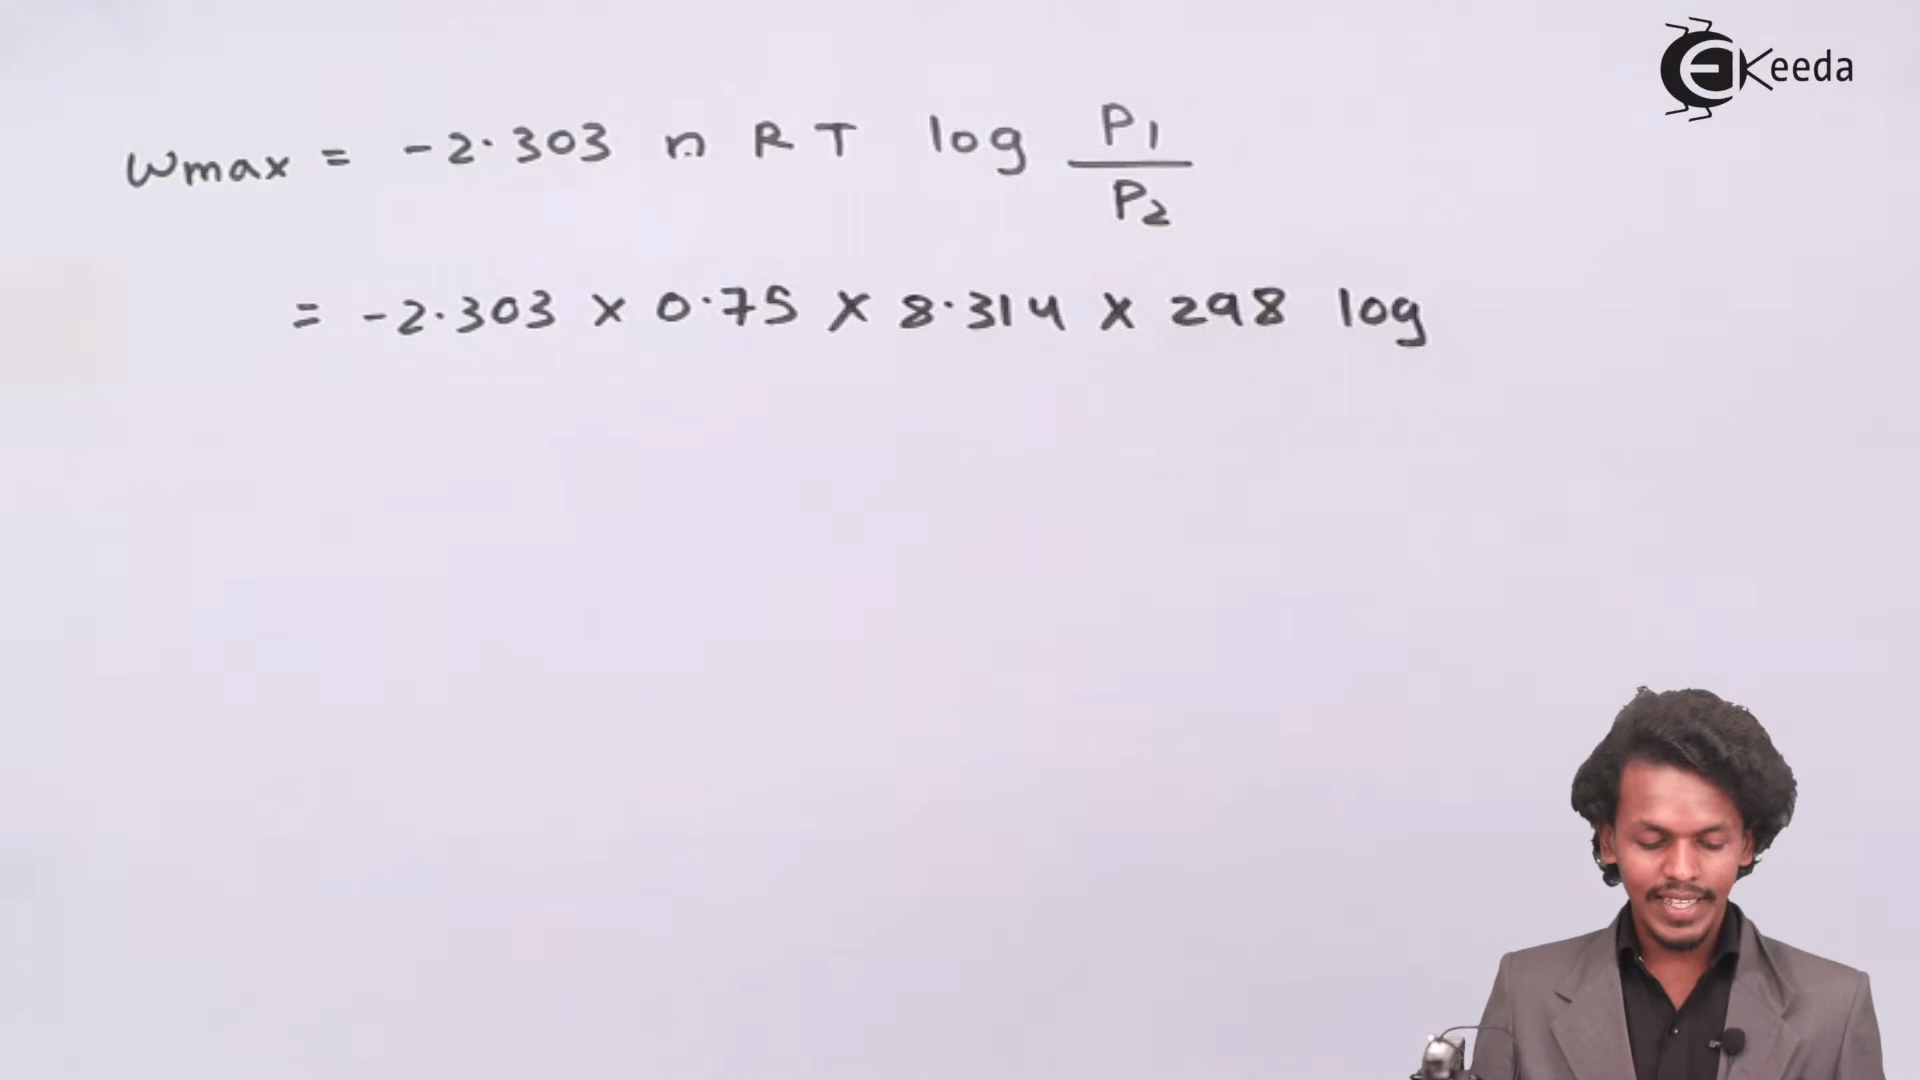 EKeeda
Wmax = -2.303 n R T log P1/P2
= -2.303 x 0.75 x 8.314 x 298 log